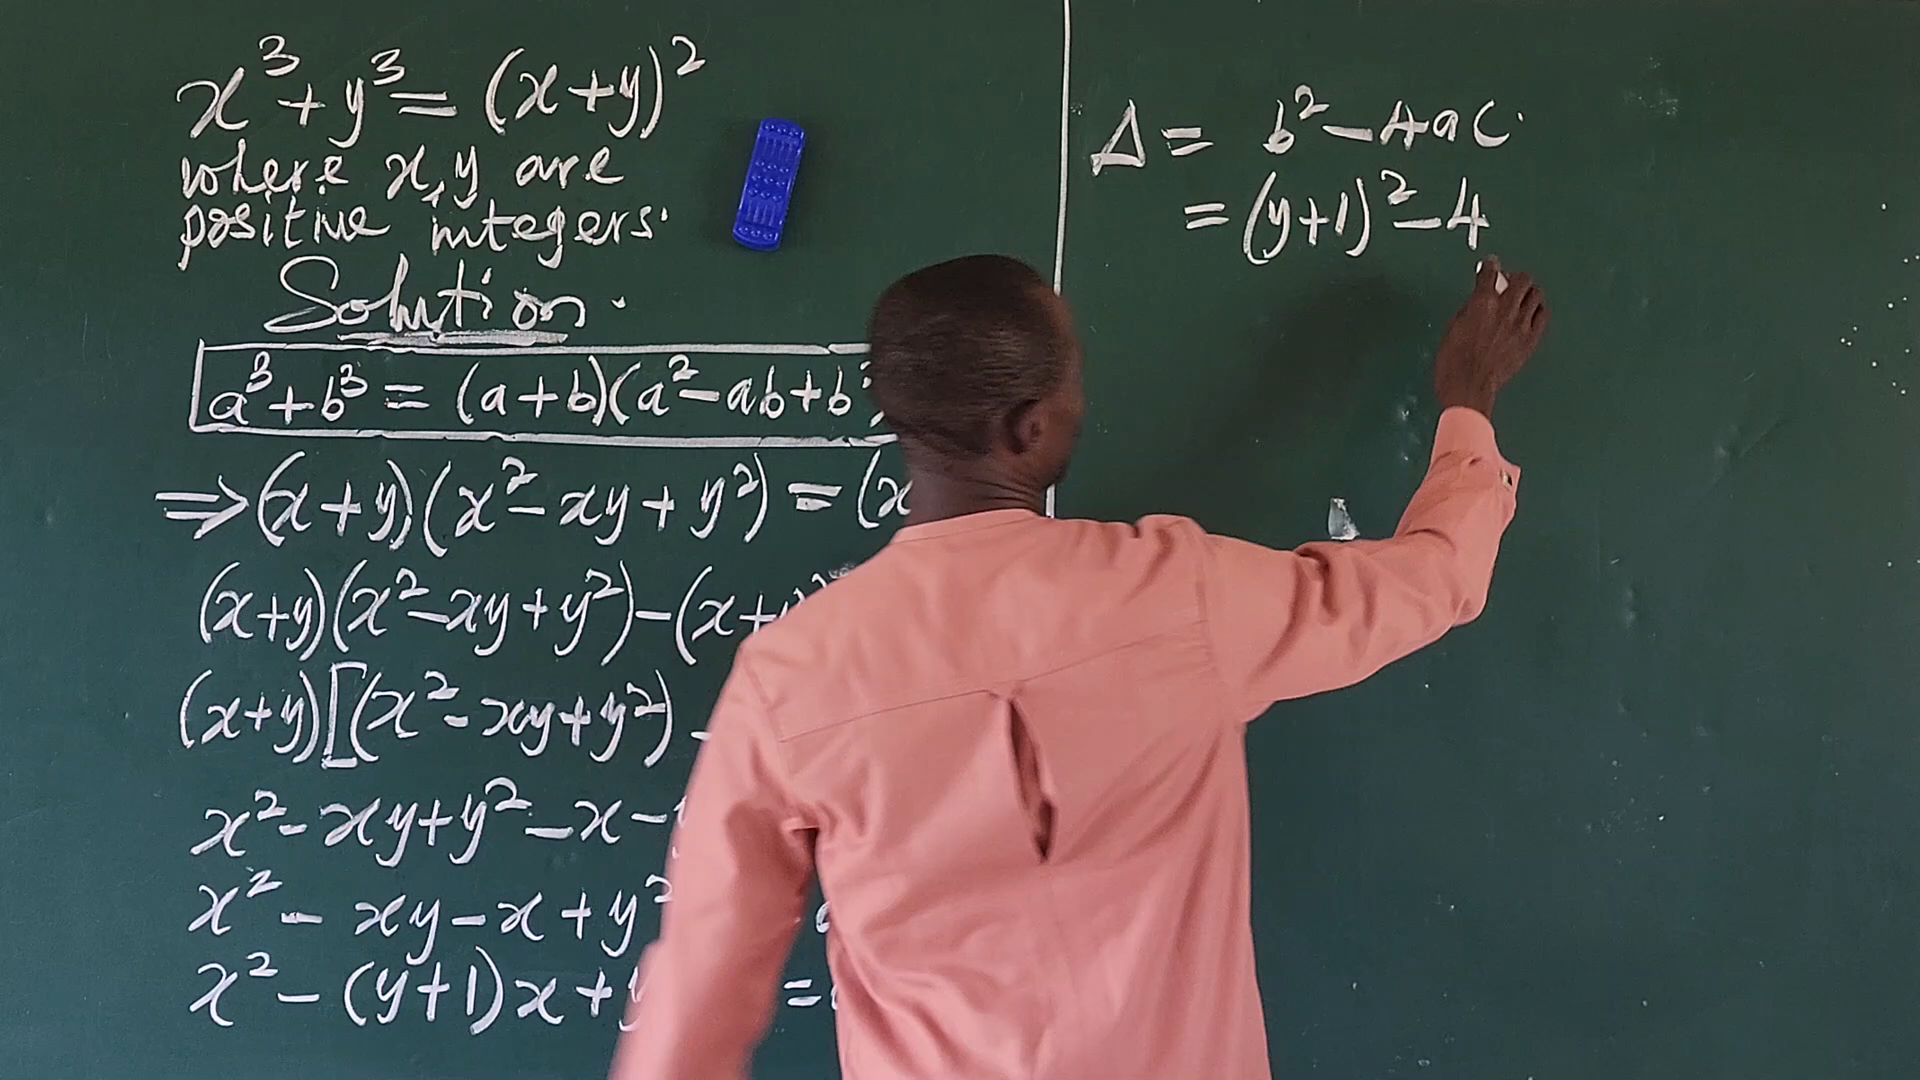 x³+y³=(x+y)²
where x,y are
positive integers.
Solution.
a³+b³=(a+b)(a²-ab+b²
⇒(x+y)(x²-xy+y²)=(x
(x+y)(x²-xy+y²)-(x+
(x+y)[(x²-xy+y²)-
x²-xy+y²-x-
x²-xy-x+y² =
x²-(y+1)x+y =
Δ= b²-4ac.
=(y+1)²-4